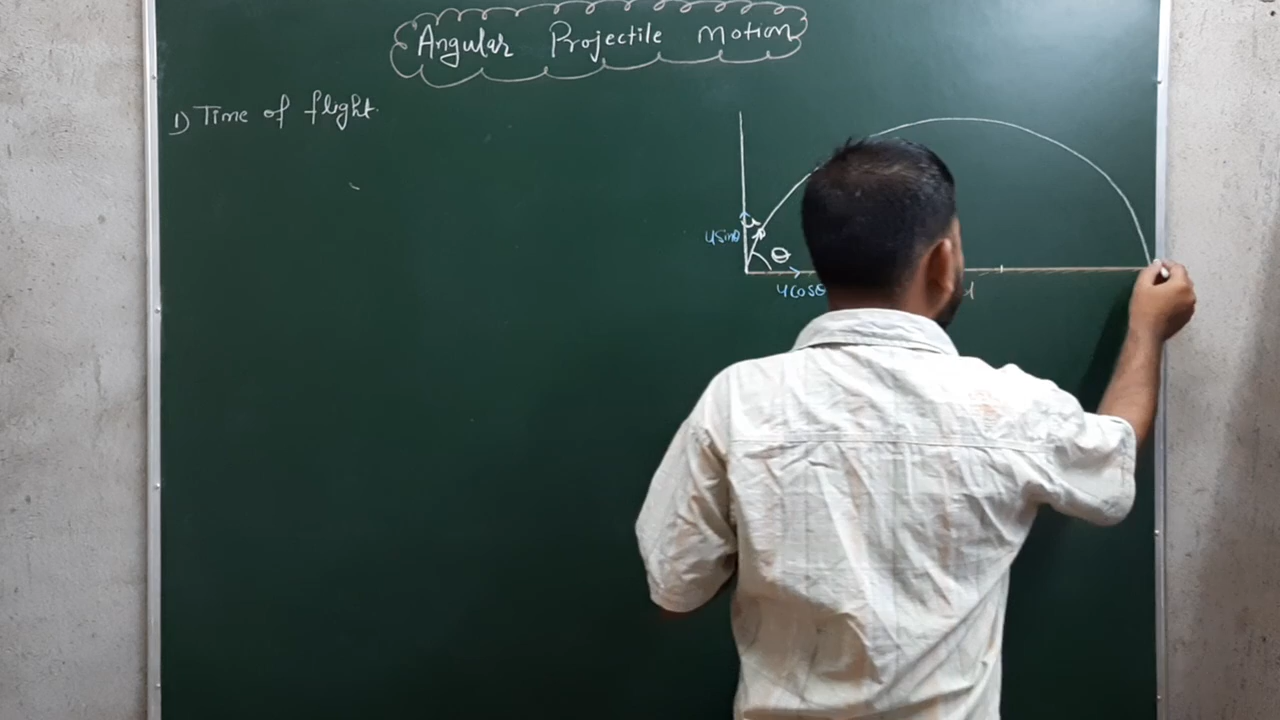 Angular Projectile Motion
1) Time of flight.
u
usinθ
θ
ucosθ